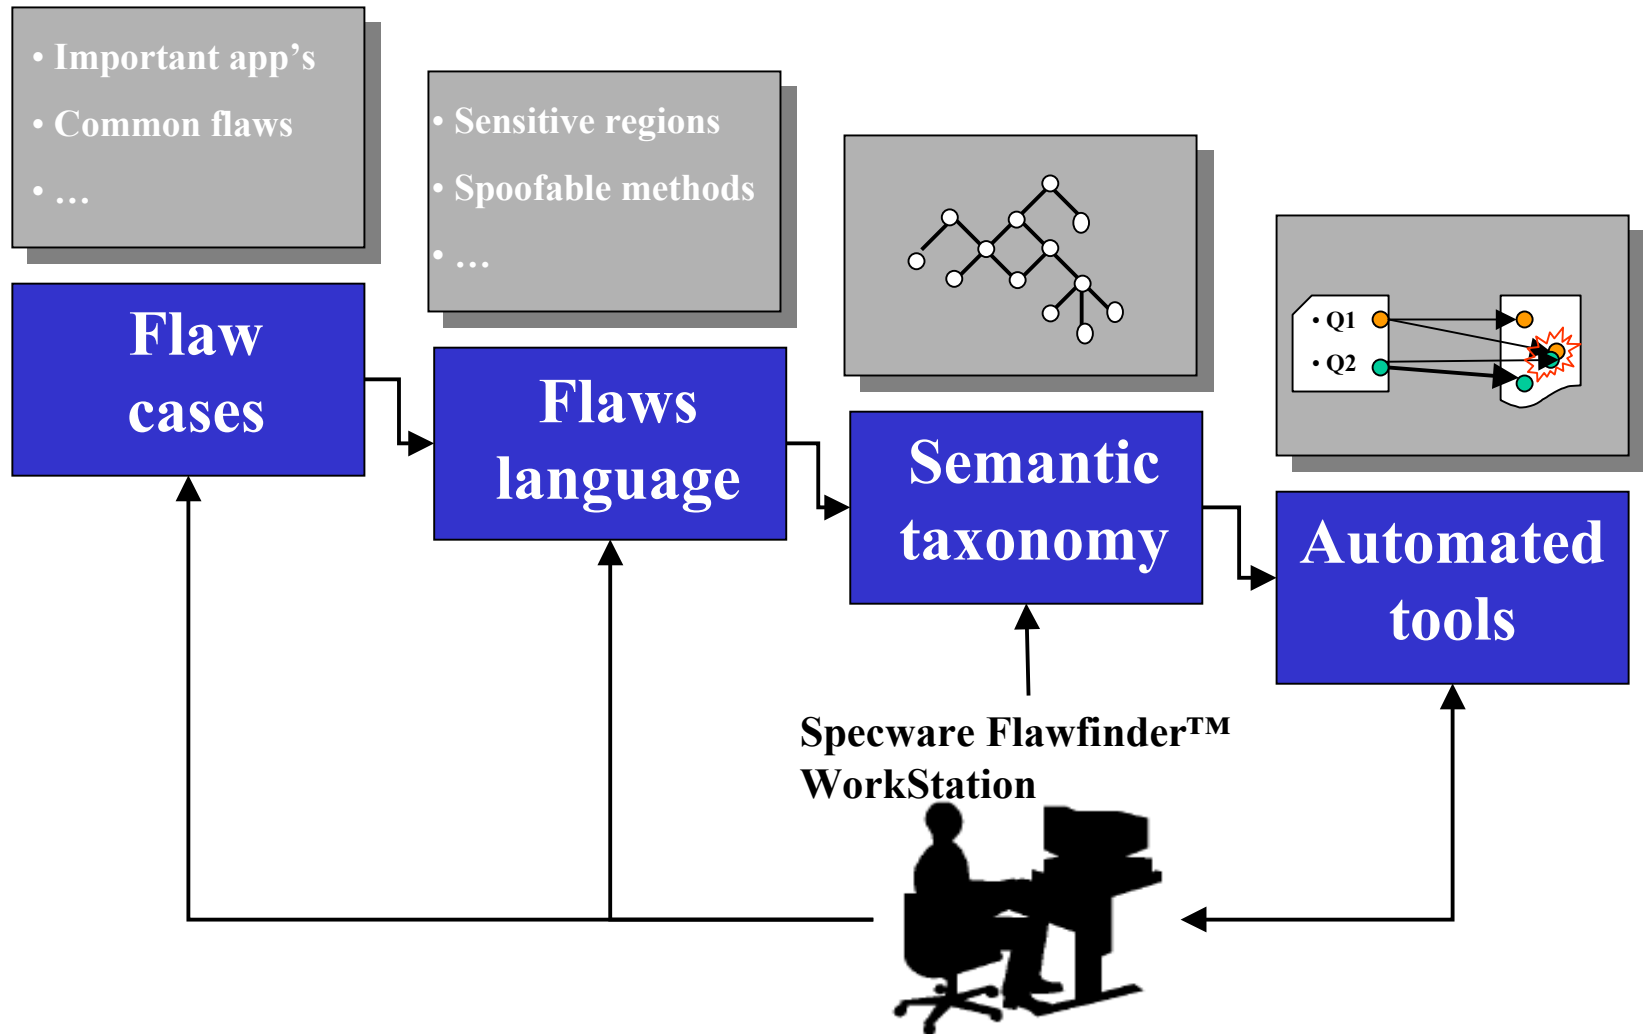 • Important app’s
• Common flaws
• …
Flaw
cases
• Sensitive regions
• Spoofable methods
• …
Flaws
language
Semantic
taxonomy
• Q1
• Q2
Automated
tools
Specware Flawfinder™
WorkStation